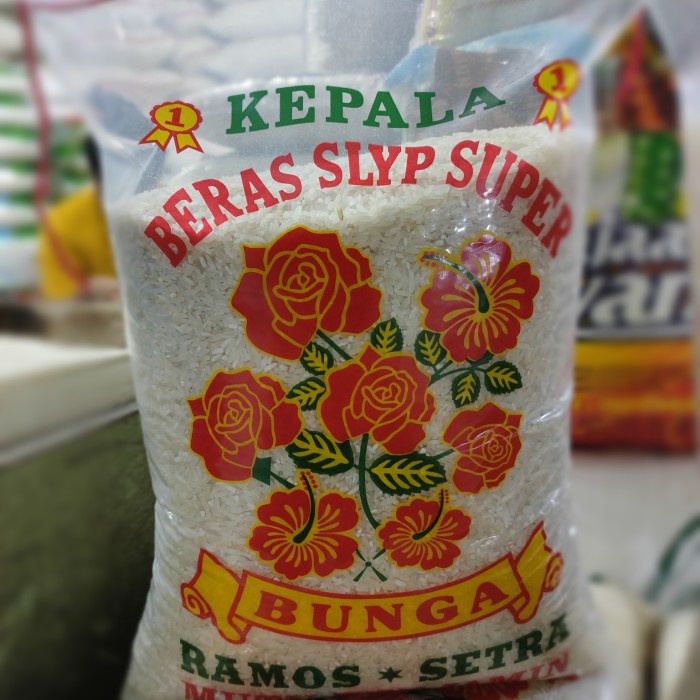 1 KEPALA 1
BERAS SLYP SUPER
BUNGA
RAMOS ★ SETRA